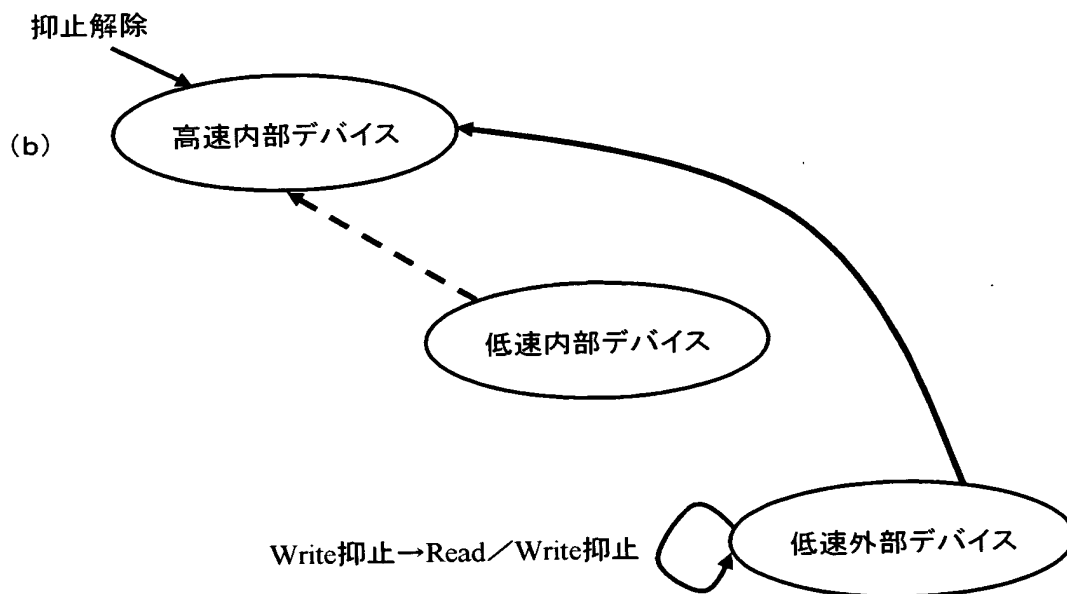 抑止解除
(b)
高速内部デバイス
低速内部デバイス
低速外部デバイス
Write抑止→Read／Write抑止